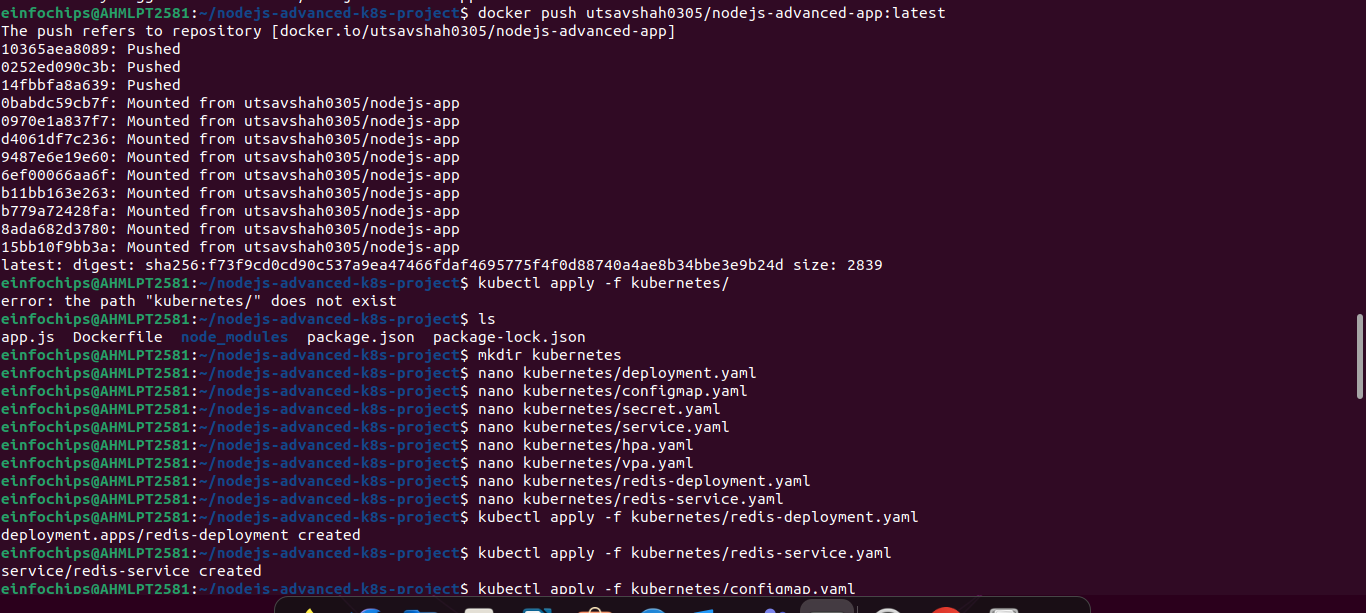 einfochips@AHMLPT2581:~/nodejs-advanced-k8s-project$ docker push utsavshah0305/nodejs-advanced-app:latest
The push refers to repository [docker.io/utsavshah0305/nodejs-advanced-app]
10365aea8089: Pushed
0252ed090c3b: Pushed
14fbbfa8a639: Pushed
0babdc59cb7f: Mounted from utsavshah0305/nodejs-app
0970e1a837f7: Mounted from utsavshah0305/nodejs-app
d4061df7c236: Mounted from utsavshah0305/nodejs-app
9487e6e19e60: Mounted from utsavshah0305/nodejs-app
6ef00066aa6f: Mounted from utsavshah0305/nodejs-app
b11bb163e263: Mounted from utsavshah0305/nodejs-app
b779a72428fa: Mounted from utsavshah0305/nodejs-app
8ada682d3780: Mounted from utsavshah0305/nodejs-app
15bb10f9bb3a: Mounted from utsavshah0305/nodejs-app
latest: digest: sha256:f73f9cd0cd90c537a9ea47466fdaf4695775f4f0d88740a4ae8b34bbe3e9b24d size: 2839
einfochips@AHMLPT2581:~/nodejs-advanced-k8s-project$ kubectl apply -f kubernetes/
error: the path "kubernetes/" does not exist
einfochips@AHMLPT2581:~/nodejs-advanced-k8s-project$ ls
app.js  Dockerfile  node_modules  package.json  package-lock.json
einfochips@AHMLPT2581:~/nodejs-advanced-k8s-project$ mkdir kubernetes
einfochips@AHMLPT2581:~/nodejs-advanced-k8s-project$ nano kubernetes/deployment.yaml
einfochips@AHMLPT2581:~/nodejs-advanced-k8s-project$ nano kubernetes/configmap.yaml
einfochips@AHMLPT2581:~/nodejs-advanced-k8s-project$ nano kubernetes/secret.yaml
einfochips@AHMLPT2581:~/nodejs-advanced-k8s-project$ nano kubernetes/service.yaml
einfochips@AHMLPT2581:~/nodejs-advanced-k8s-project$ nano kubernetes/hpa.yaml
einfochips@AHMLPT2581:~/nodejs-advanced-k8s-project$ nano kubernetes/vpa.yaml
einfochips@AHMLPT2581:~/nodejs-advanced-k8s-project$ nano kubernetes/redis-deployment.yaml
einfochips@AHMLPT2581:~/nodejs-advanced-k8s-project$ nano kubernetes/redis-service.yaml
einfochips@AHMLPT2581:~/nodejs-advanced-k8s-project$ kubectl apply -f kubernetes/redis-deployment.yaml
deployment.apps/redis-deployment created
einfochips@AHMLPT2581:~/nodejs-advanced-k8s-project$ kubectl apply -f kubernetes/redis-service.yaml
service/redis-service created
einfochips@AHMLPT2581:~/nodejs-advanced-k8s-project$ kubectl apply -f kubernetes/configmap.yaml